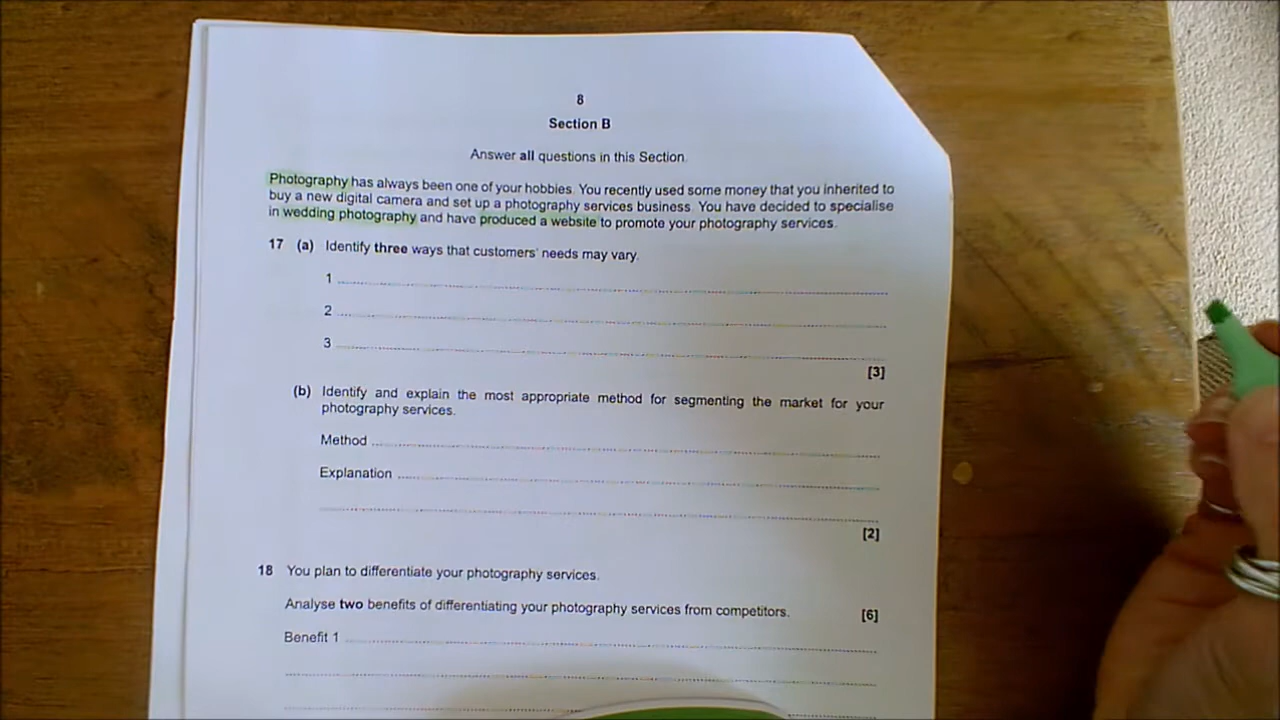 8
Section B
Answer all questions in this Section.
Photography has always been one of your hobbies. You recently used some money that you inherited to
buy a new digital camera and set up a photography services business. You have decided to specialise
in wedding photography and have produced a website to promote your photography services.
17 (a) Identify three ways that customers' needs may vary.
1
2
3
[3]
(b) Identify and explain the most appropriate method for segmenting the market for your
photography services.
Method
Explanation
[2]
18 You plan to differentiate your photography services.
Analyse two benefits of differentiating your photography services from competitors. [6]
Benefit 1